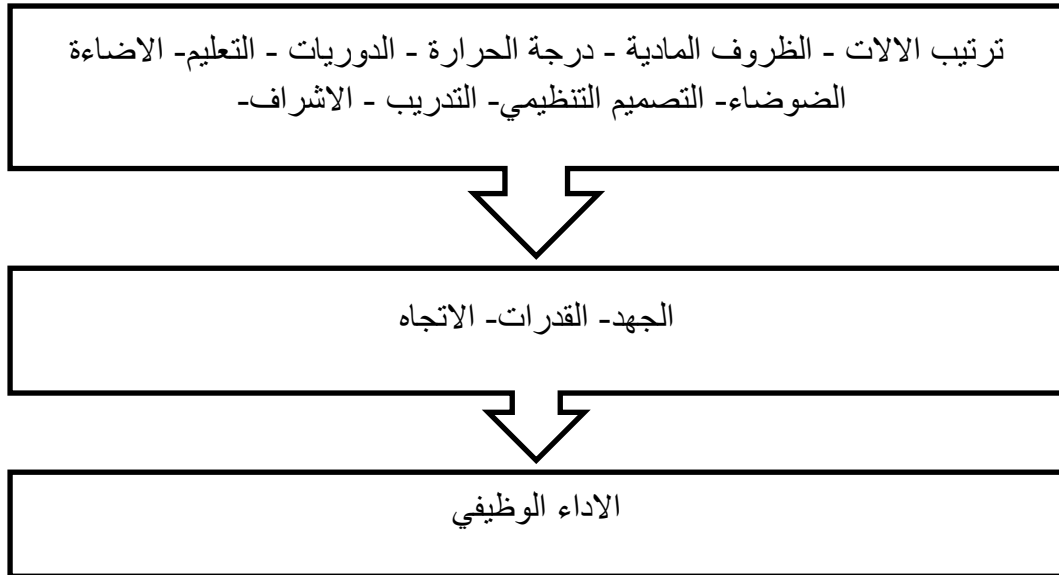 ترتيب الالات - الظروف المادية - درجة الحرارة - الدوريات - التعليم- الاضاءة
الضوضاء- التصميم التنظيمي- التدريب - الاشراف-
الجهد- القدرات- الاتجاه
الاداء الوظيفي